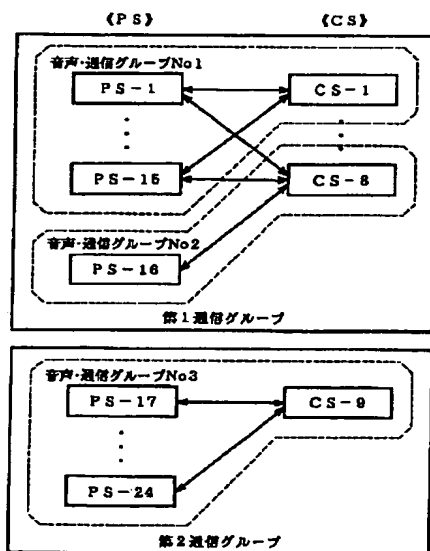 《PS》 《CS》
音声・通信グループNo1
PS-1 CS-1
PS-15 CS-8
音声・通信グループNo2
PS-16
第1通信グループ
音声・通信グループNo3
PS-17 CS-9
PS-24
第2通信グループ